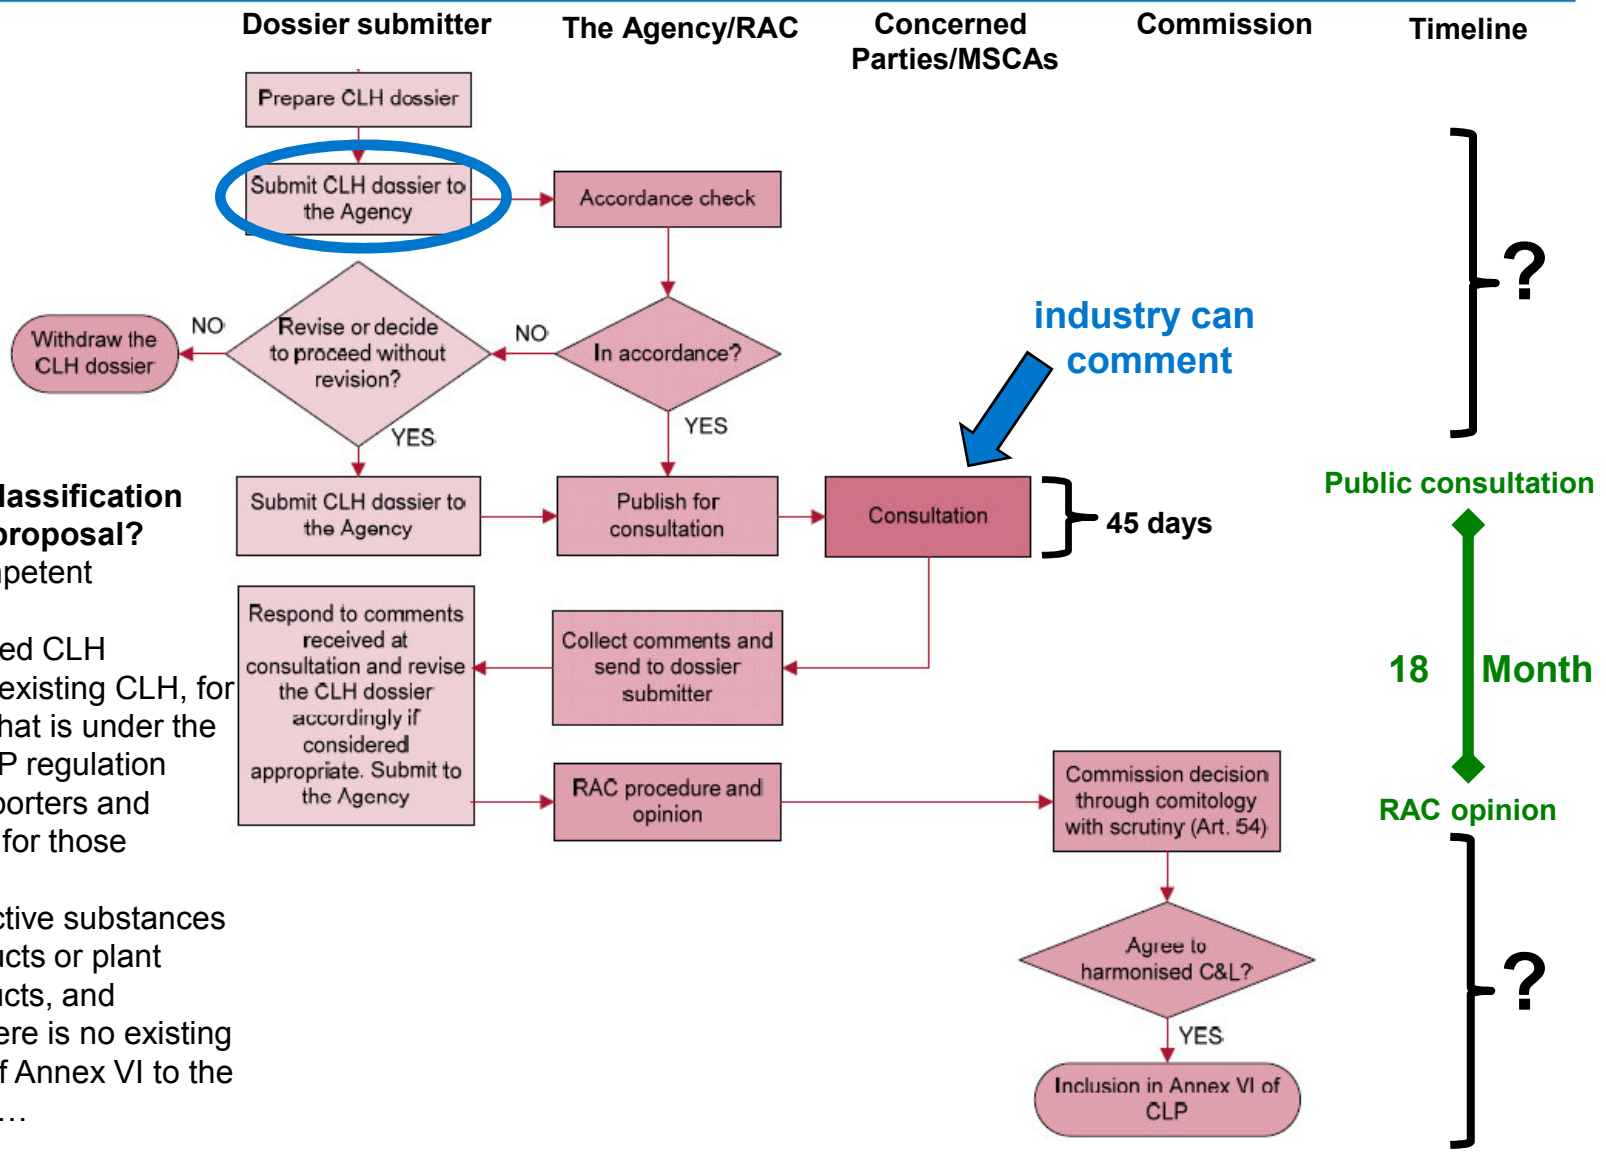 Dossier submitter
The Agency/RAC
Concerned
Parties/MSCAs
Commission
Timeline
Prepare CLH dossier
Submit CLH dossier to
the Agency
Accordance check
?
industry can
comment
Withdraw the
CLH dossier
NO
Revise or decide
to proceed without
revision?
NO
In accordance?
YES
YES
lassification
proposal?
npetent
ed CLH
existing CLH, for
hat is under the
P regulation
porters and
for those
ctive substances
ucts or plant
ucts, and
ere is no existing
f Annex VI to the
…
Submit CLH dossier to
the Agency
Publish for
consultation
Consultation
45 days
Public consultation
Respond to comments
received at
consultation and revise
the CLH dossier
accordingly if
considered
appropriate. Submit to
the Agency
Collect comments and
send to dossier
submitter
18 Month
RAC procedure and
opinion
Commission decision
through comitology
with scrutiny (Art. 54)
RAC opinion
Agree to
harmonised C&L?
?
YES
Inclusion in Annex VI of
CLP